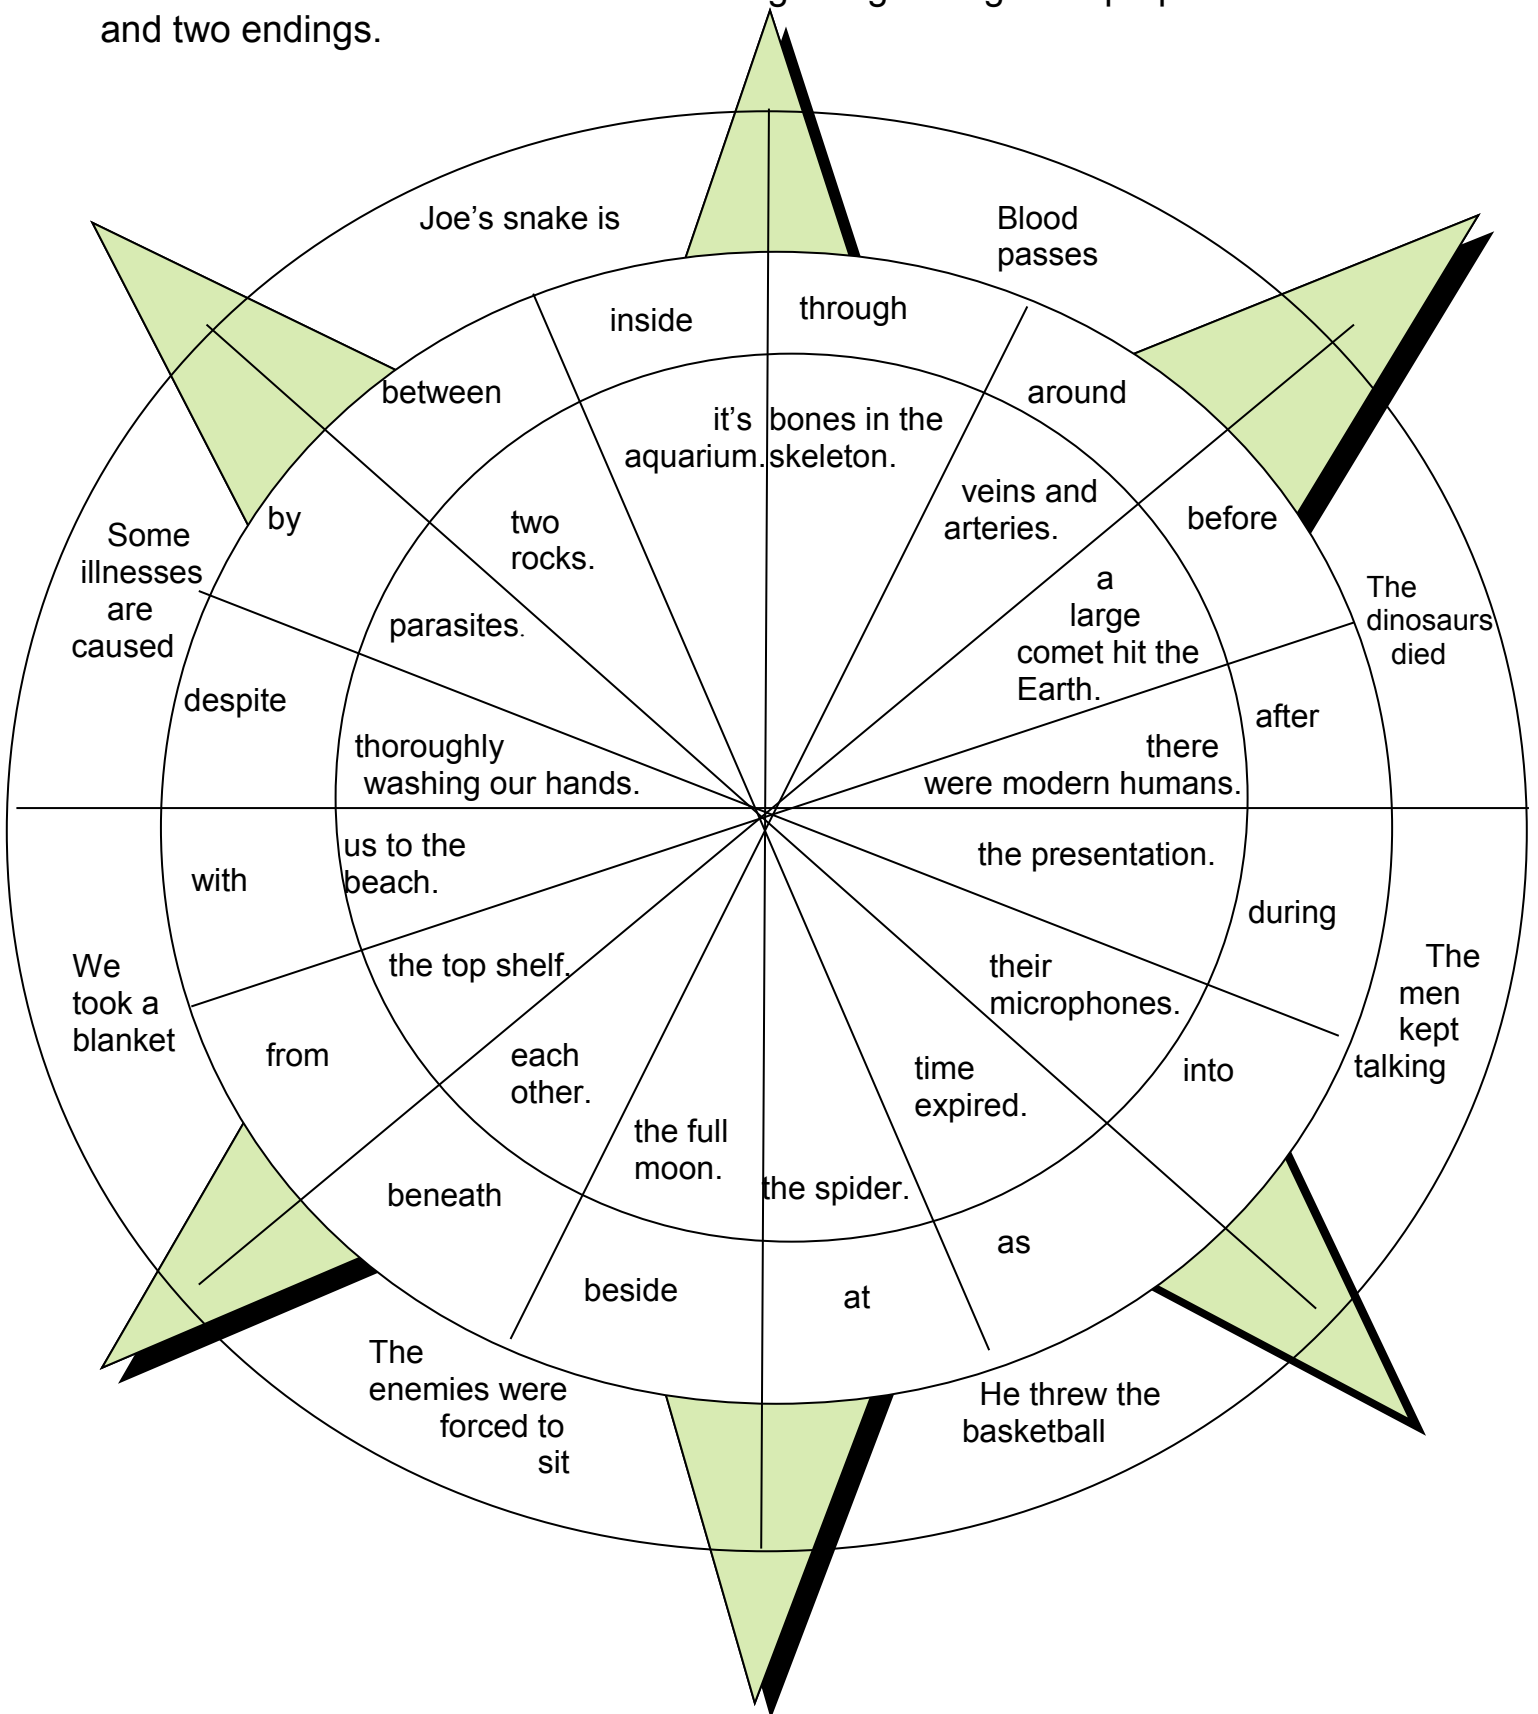 and two endings.
Joe's snake is
Blood
passes
inside
through
between
around
it's
aquarium.
bones in the
skeleton.
veins and
arteries.
two
rocks.
by
before
Some
illnesses
are
caused
parasites.
a
large
comet hit the
Earth.
The
dinosaurs
died
despite
after
thoroughly
washing our hands.
there
were modern humans.
with
us to the
beach.
the presentation.
during
We
took a
blanket
the top shelf.
their
microphones.
The
men
kept
talking
from
each
other.
time
expired.
into
the full
moon.
the spider.
beneath
as
beside
at
The
enemies were
forced to
sit
He threw the
basketball